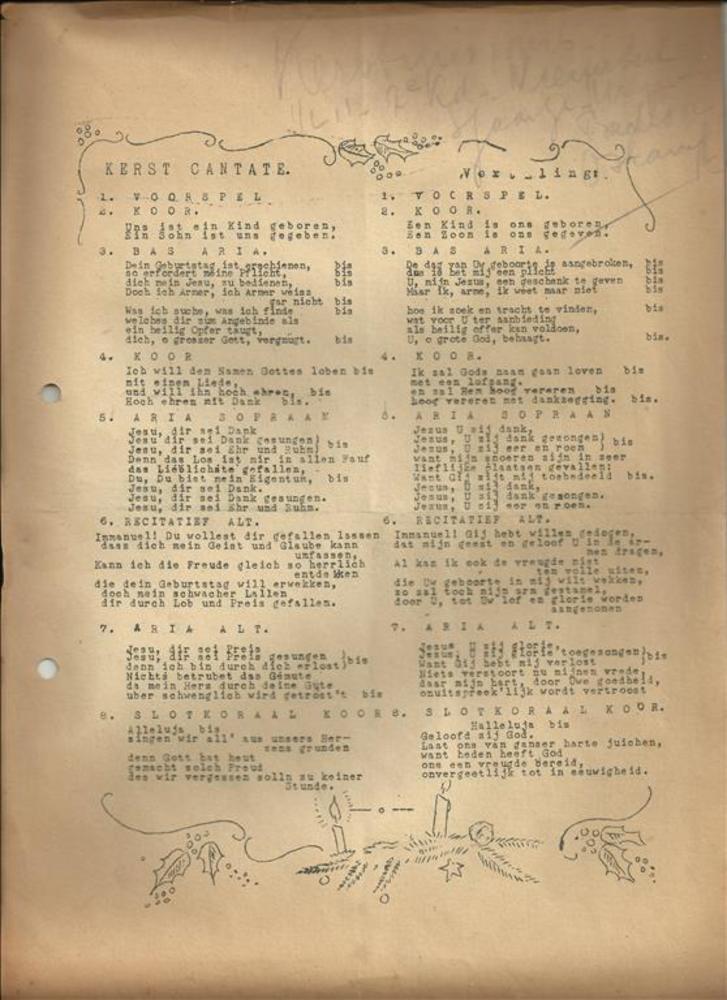 KERST CANTATE.
1. VOORSPEL
2. KOOR.
Uns ist ein Kind geboren,
Ein Sohn ist uns gegeben.
3. BAS ARIA.
Dein Geburtstag ist erschienen, bis
so erfordert meine Pflicht, bis
dich mein Jesu, zu bedienen, bis
Doch ich Armer, ich Armer weisz
gar nicht bis
Was ich suche, was ich finde bis
welches dir zum Angebinde als
ein heilig Opfer taugt,
dich, o groszer Gott, vergnügt. bis
4. KOOR
Ich will dem Namen Gottes loben bis
mit einem Liede,
und will ihn hoch ehren, bis
Hoch ehren mit Dank bis.
5. ARIA SOPRAAN
Jesu, dir sei Dank
Jesu dir sei Dank gesungen) bis
Jesu, dir sei Ehr und Ruhm)
Denn das Los ist mir in allen Fauf
das Lieblichste gefallen,
Du, Du bist mein Eigentum, bis
Jesu, dir sei Dank.
Jesu, dir sei Dank gesungen.
Jesu, dir sei Ehr und Ruhm.
6. RECITATIEF ALT.
Immanuel! Du wollest dir gefallen lassen
dasz dich mein Geist und Glaube kann
umfassen,
Kann ich die Freude gleich so herrlich
entdekken
die dein Geburtstag will erwekken,
doch mein schwacher Lallen
dir durch Lob und Preis gefallen.
7. ARIA ALT.
Jesu, dir sei Preis
Jesu, dir sei Preis gesungen ) bis
denn ich bin durch dich erlost)
Nichts betrubet das Gemute
da mein Herz durch deine Gute
uber schwenglich wird getrost't bis
8. SLOTKORAAL KOOR
Alleluja bis
singen wir all' aus unsers Her-
zens grunden
denn Gott hat heut
gemacht solch Freud
des wir vergessen solln zu keiner
Stunde.
1. VOORSPEL.
2. KOOR.
Een Kind is ons geboren,
Een Zoon is ons gegeven.
3. BAS ARIA.
De dag van Uw geboorte is aangebroken, bis
dus is het mij een plicht bis
U, mijn Jezus, een geschenk te geven bis
Maar ik, arme, ik weet maar niet bis
hoe ik zoek en tracht te vinden, bis
wat voor U ter aanbieding
als heilig offer kan voldoen,
U, o grote God, behaagt. bis.
4. KOOR.
Ik zal Gods naam gaan loven bis
met een lofzang.
en zal Hem hoog vereren bis
hoog vereren met dankzegging. bis.
5. ARIA SOPRAAN
Jezus U zij dank,
Jezus, U zij dank gezongen) bis
Jezus, U zij eer en roem
want mijn snoeren zijn in zeer
lieflijke plaatsen gevallen:
Want Gij zijt mij toebedeeld bis.
Jezus, U zij dank,
Jezus, U zij dank gezongen.
Jezus, U zij eer en roem.
6. RECITATIEF ALT.
Immanuel! Gij hebt willen gedogen,
dat mijn geest en geloof U in de ar-
men dragen,
Al kan ik ook de vreugde niet
ten volle uiten,
die Uw geboorte in mij wilt wekken,
zo zal toch mijn arm gestamel,
door U, tot Uw lof en glorie worden
aangenomen
7. ARIA ALT.
Jezus U zij glorie,
Jezus, U zij glorie toegezongen) bis
Want Gij hebt mij verlost )
Niets verstoort nu mijnen vrede,
daar mijn hart, door Uwe goedheid,
onuitspreek'lijk wordt vertroost
8. SLOTKORAAL KOOR.
Halleluja bis
Geloofd zij God.
Laat ons van ganser harte juichen,
want heden heeft God
ons een vreugde bereid,
onvergeetlijk tot in eeuwigheid.